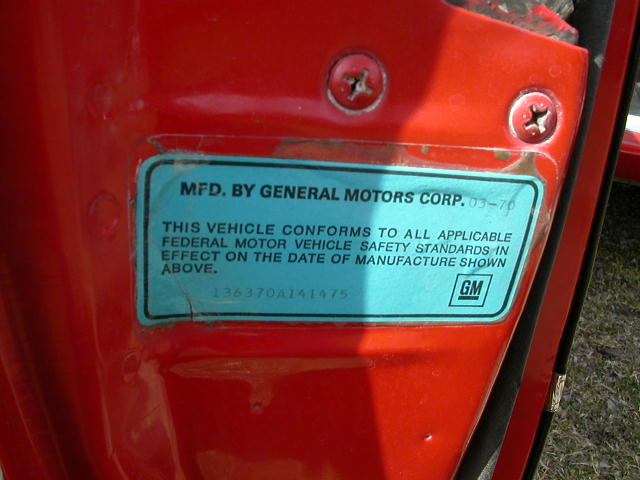 MFD. BY GENERAL MOTORS CORP. 03-70
THIS VEHICLE CONFORMS TO ALL APPLICABLE
FEDERAL MOTOR VEHICLE SAFETY STANDARDS IN
EFFECT ON THE DATE OF MANUFACTURE SHOWN
ABOVE.
136370A141475
GM